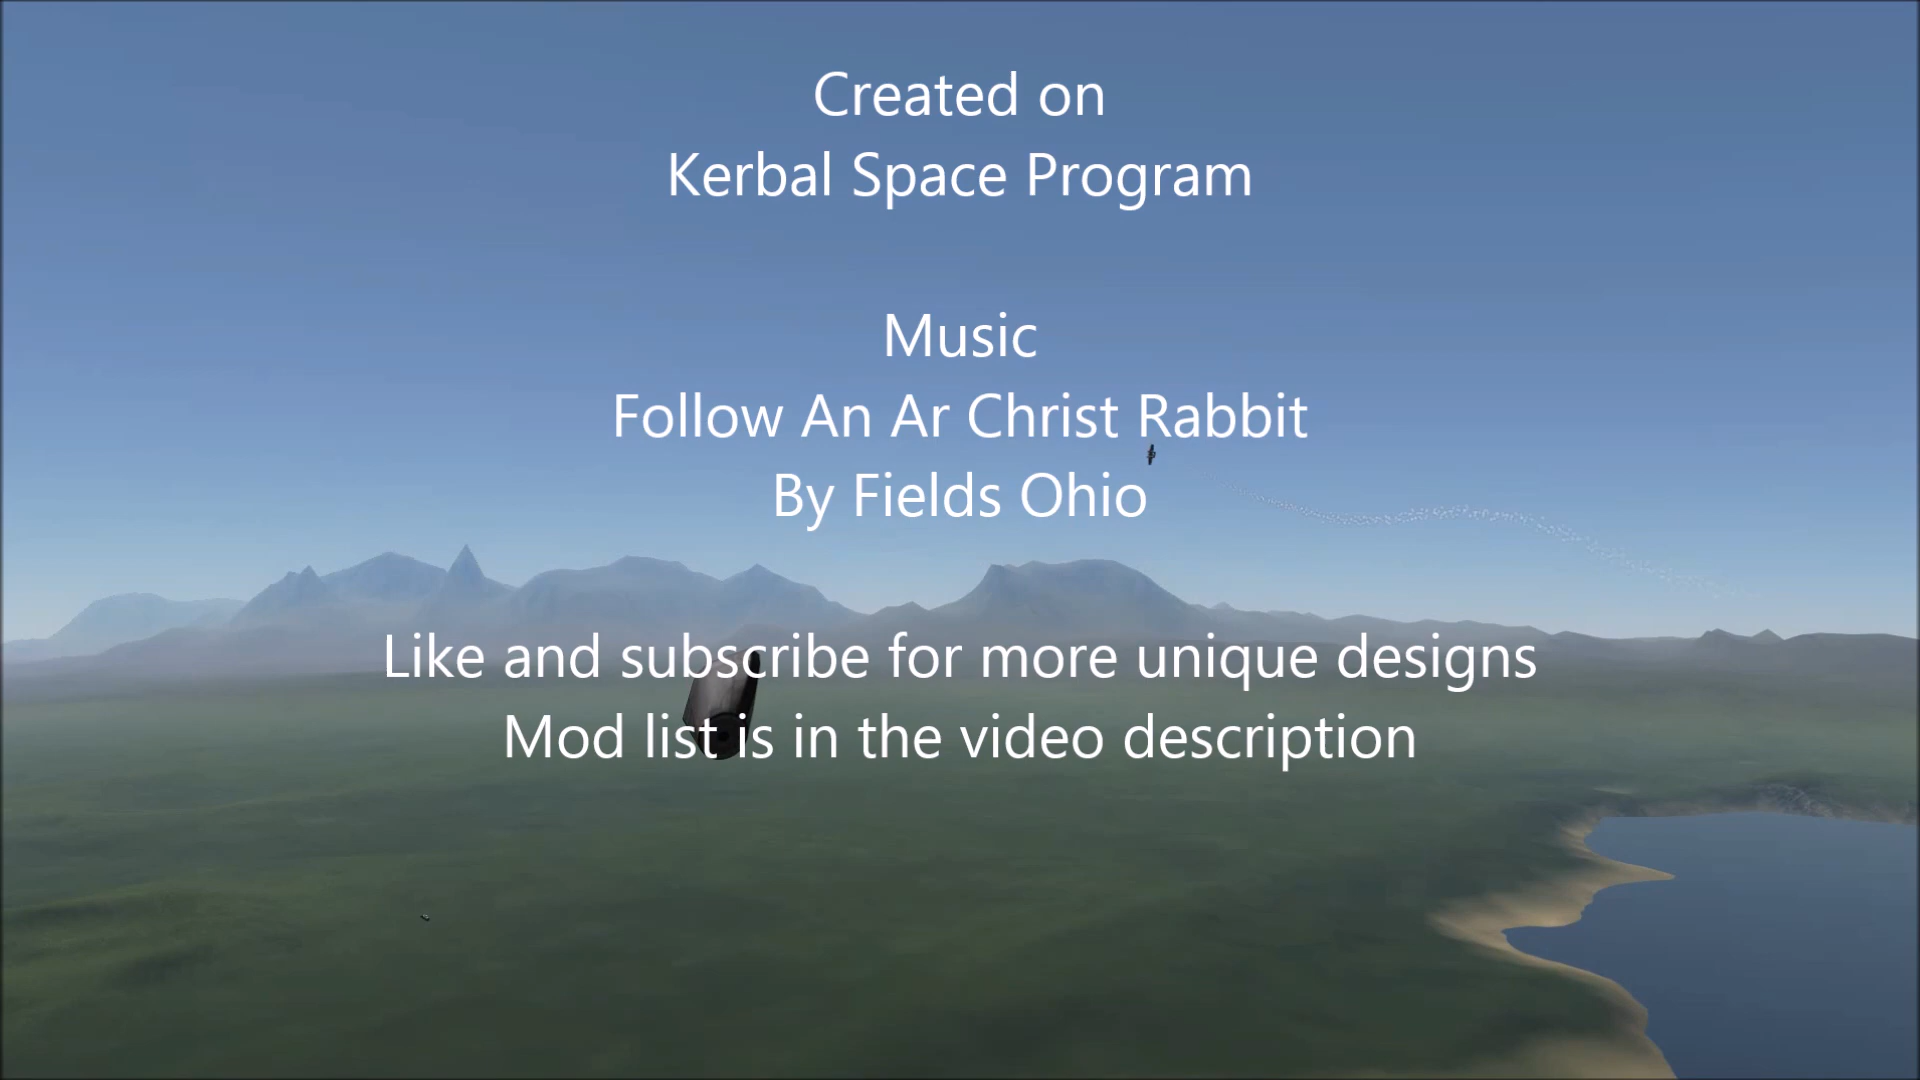 Created on
Kerbal Space Program
Music
Follow An Ar Christ Rabbit
By Fields Ohio
Like and subscribe for more unique designs
Mod list is in the video description